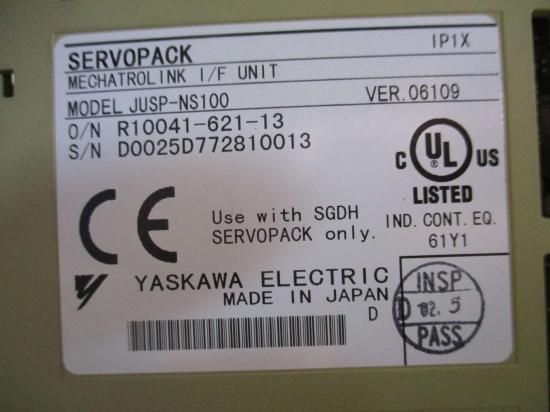 SERVOPACK IP1X
MECHATROLINK I/F UNIT
MODEL JUSP-NS100 VER. 06109
O/N R10041-621-13
S/N D0025D772810013
C UL US
LISTED
IND. CONT. EQ.
61Y1
CE
Use with SGDH
SERVOPACK only.
YASKAWA ELECTRIC
MADE IN JAPAN
D
INSP
D '02. 5
PASS